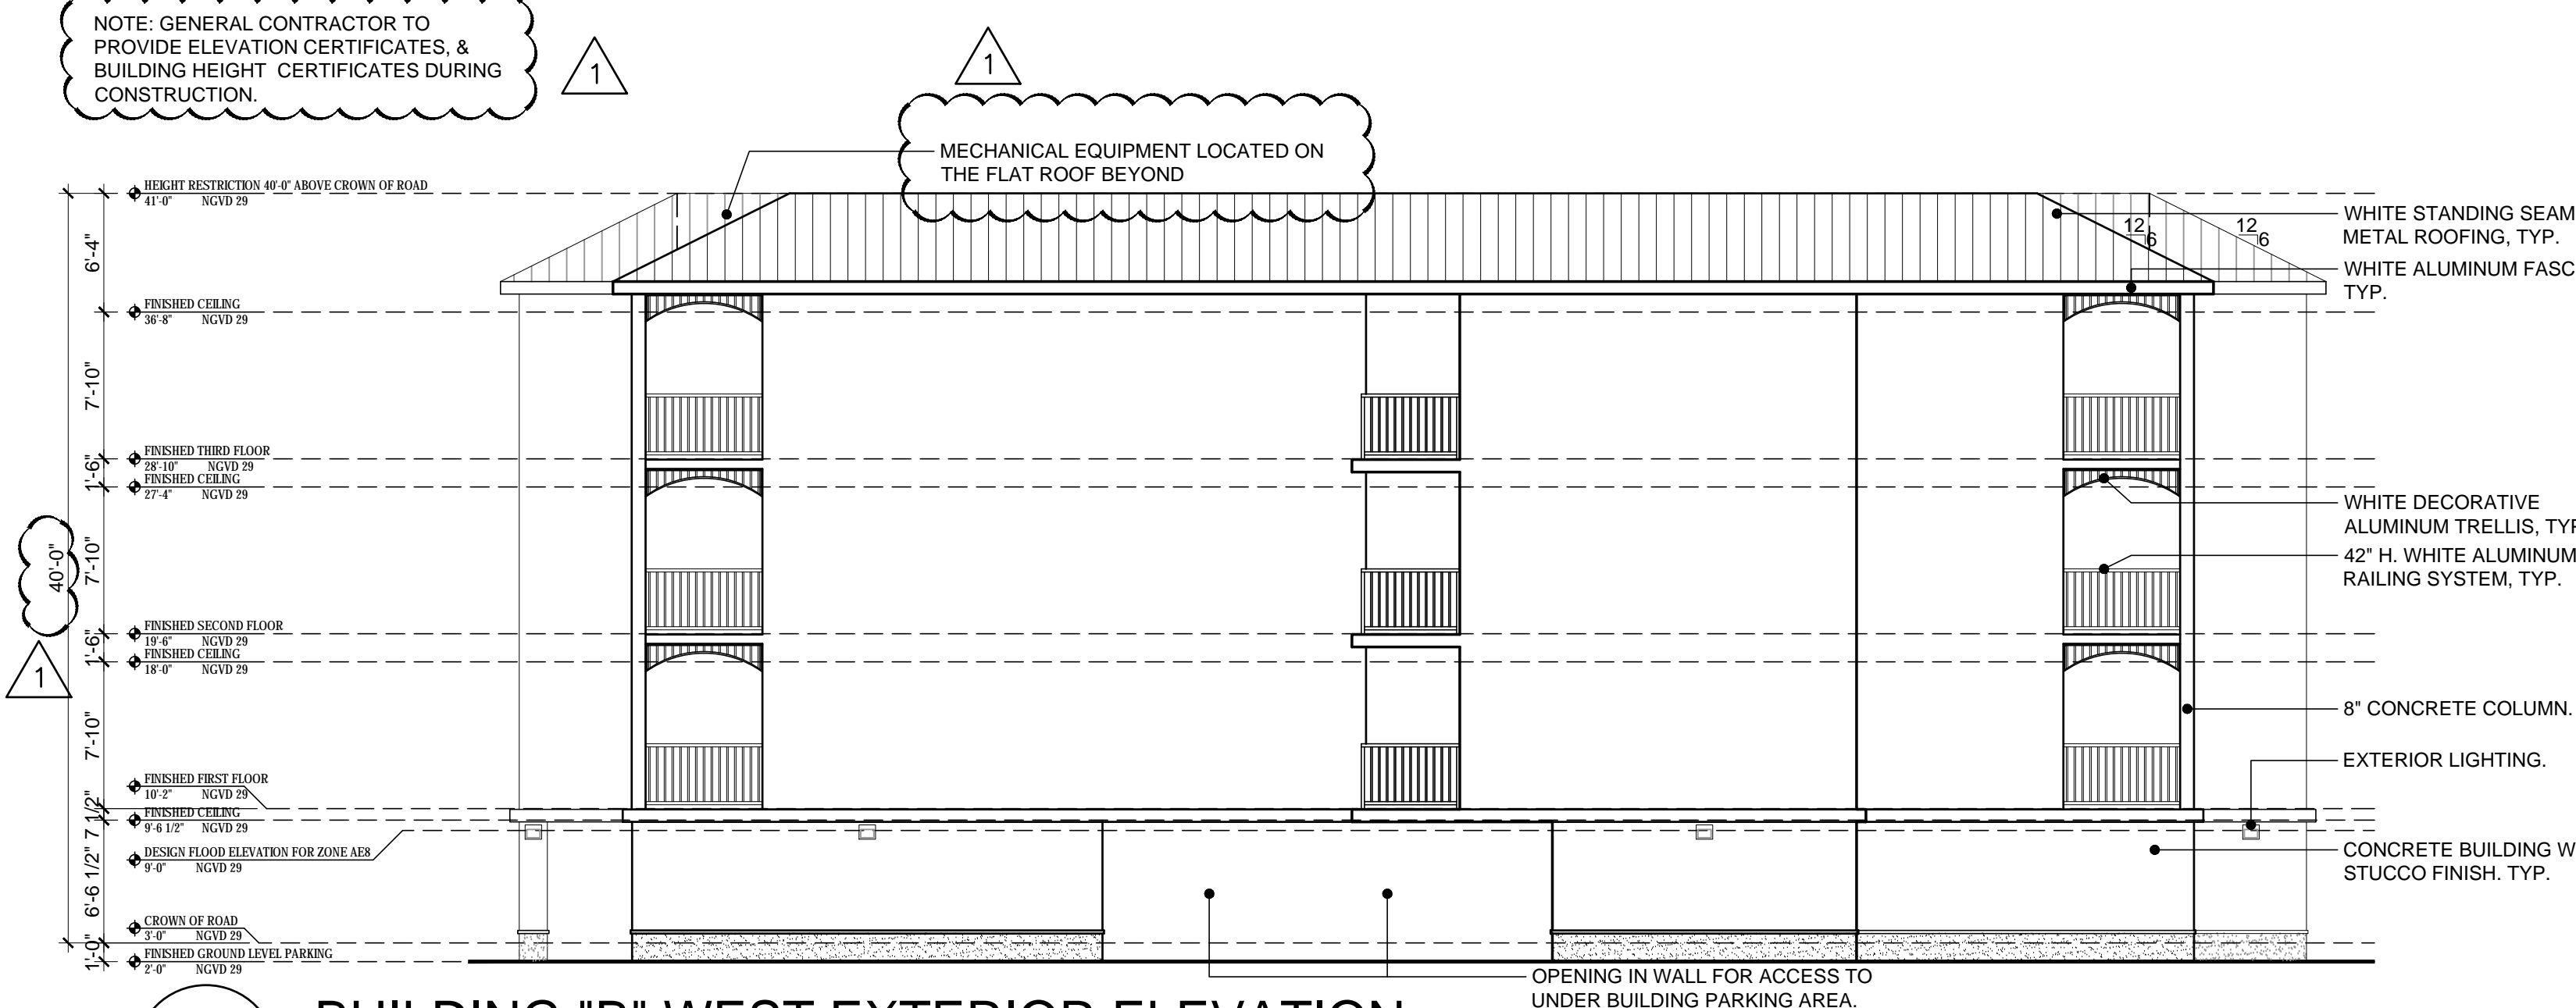 NOTE: GENERAL CONTRACTOR TO
PROVIDE ELEVATION CERTIFICATES, &
BUILDING HEIGHT CERTIFICATES DURING
CONSTRUCTION.
1
1
MECHANICAL EQUIPMENT LOCATED ON
THE FLAT ROOF BEYOND
HEIGHT RESTRICTION 40'-0" ABOVE CROWN OF ROAD
41'-0" NGVD 29
6'-4"
FINISHED CEILING
36'-8" NGVD 29
7'-10"
FINISHED THIRD FLOOR
28'-10" NGVD 29
1'-6"
FINISHED CEILING
27'-4" NGVD 29
40'-0"
7'-10"
FINISHED SECOND FLOOR
19'-6" NGVD 29
1'-6"
FINISHED CEILING
18'-0" NGVD 29
1
7'-10"
FINISHED FIRST FLOOR
10'-2" NGVD 29
7 1/2"
FINISHED CEILING
9'-6 1/2" NGVD 29
DESIGN FLOOD ELEVATION FOR ZONE AE8
9'-0" NGVD 29
6'-6 1/2"
CROWN OF ROAD
3'-0" NGVD 29
1'-0"
FINISHED GROUND LEVEL PARKING
2'-0" NGVD 29
12
6
12
6
WHITE STANDING SEAM
METAL ROOFING, TYP.
WHITE ALUMINUM FASC
TYP.
WHITE DECORATIVE
ALUMINUM TRELLIS, TYP
42" H. WHITE ALUMINUM
RAILING SYSTEM, TYP.
8" CONCRETE COLUMN.
EXTERIOR LIGHTING.
CONCRETE BUILDING W
STUCCO FINISH. TYP.
OPENING IN WALL FOR ACCESS TO
UNDER BUILDING PARKING AREA.
BUILDING "B" WEST EXTERIOR ELEVATION